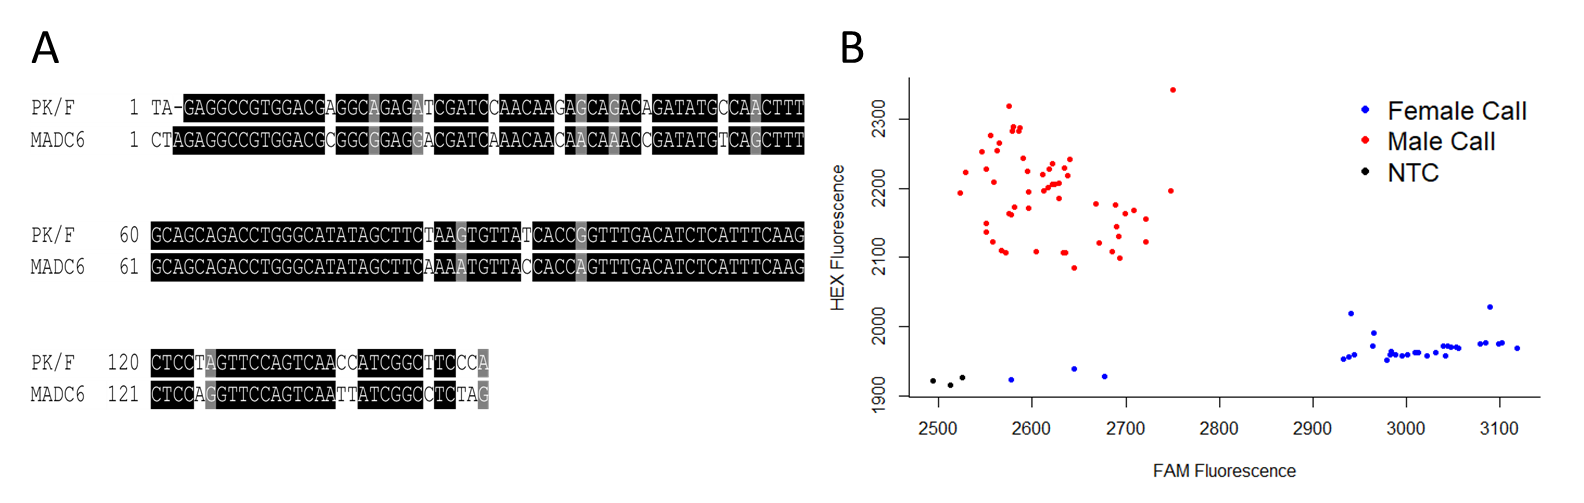 A
PK/F 1 TA-GAGGCCGTGGACGAGGCAGAGATCGATCCAACAAGAGCAGACAGATATGCCAACTTT
MADC6 1 CTAGAGGCCGTGGACGCGGCGGAGGACGATCAAACAACAACAAACCGATATGTCAGCTTT
PK/F 60 GCAGCAGACCTGGGCATATAGCTTCTAAGTGTTATCACCGGTTTGACATCTCATTTCAAG
MADC6 61 GCAGCAGACCTGGGCATATAGCTTCAAAATGTTACCACCAGTTTGACATCTCATTTCAAG
PK/F 120 CTCCTAGTTCCAGTCAACCATCGGCTTCCCA
MADC6 121 CTCCAGGTTCCAGTCAATTATCGGCCTCTAG
B
HEX Fluorescence
2300
2200
2100
2000
1900
Female Call
Male Call
NTC
2500 2600 2700 2800 2900 3000 3100
FAM Fluorescence